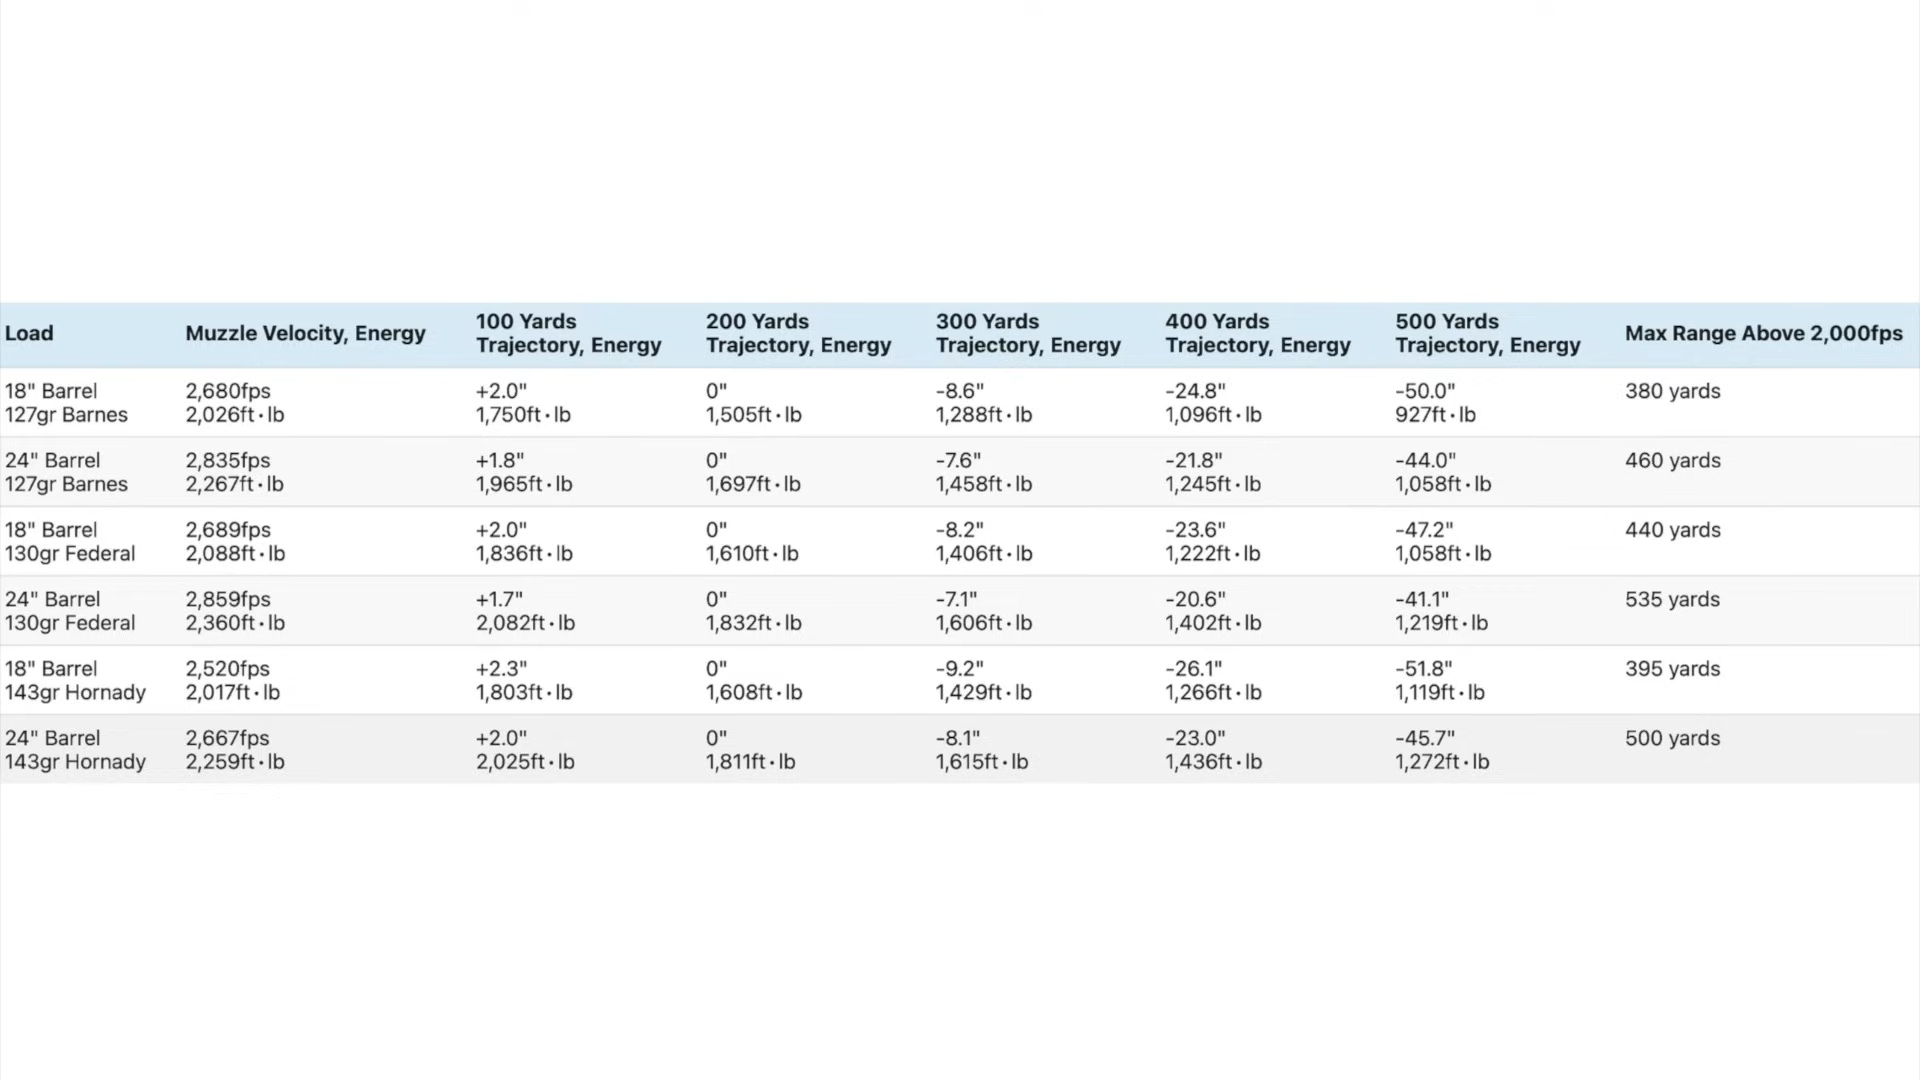 Load
Muzzle Velocity, Energy
100 Yards
Trajectory, Energy
200 Yards
Trajectory, Energy
300 Yards
Trajectory, Energy
400 Yards
Trajectory, Energy
500 Yards
Trajectory, Energy
Max Range Above 2,000fps
18" Barrel
127gr Barnes
2,680fps
2,026ft·lb
+2.0"
1,750ft·lb
0"
1,505ft·lb
-8.6"
1,288ft·lb
-24.8"
1,096ft·lb
-50.0"
927ft·lb
380 yards
24" Barrel
127gr Barnes
2,835fps
2,267ft·lb
+1.8"
1,965ft·lb
0"
1,697ft·lb
-7.6"
1,458ft·lb
-21.8"
1,245ft·lb
-44.0"
1,058ft·lb
460 yards
18" Barrel
130gr Federal
2,689fps
2,088ft·lb
+2.0"
1,836ft·lb
0"
1,610ft·lb
-8.2"
1,406ft·lb
-23.6"
1,222ft·lb
-47.2"
1,058ft·lb
440 yards
24" Barrel
130gr Federal
2,859fps
2,360ft·lb
+1.7"
2,082ft·lb
0"
1,832ft·lb
-7.1"
1,606ft·lb
-20.6"
1,402ft·lb
-41.1"
1,219ft·lb
535 yards
18" Barrel
143gr Hornady
2,520fps
2,017ft·lb
+2.3"
1,803ft·lb
0"
1,608ft·lb
-9.2"
1,429ft·lb
-26.1"
1,266ft·lb
-51.8"
1,119ft·lb
395 yards
24" Barrel
143gr Hornady
2,667fps
2,259ft·lb
+2.0"
2,025ft·lb
0"
1,811ft·lb
-8.1"
1,615ft·lb
-23.0"
1,436ft·lb
-45.7"
1,272ft·lb
500 yards